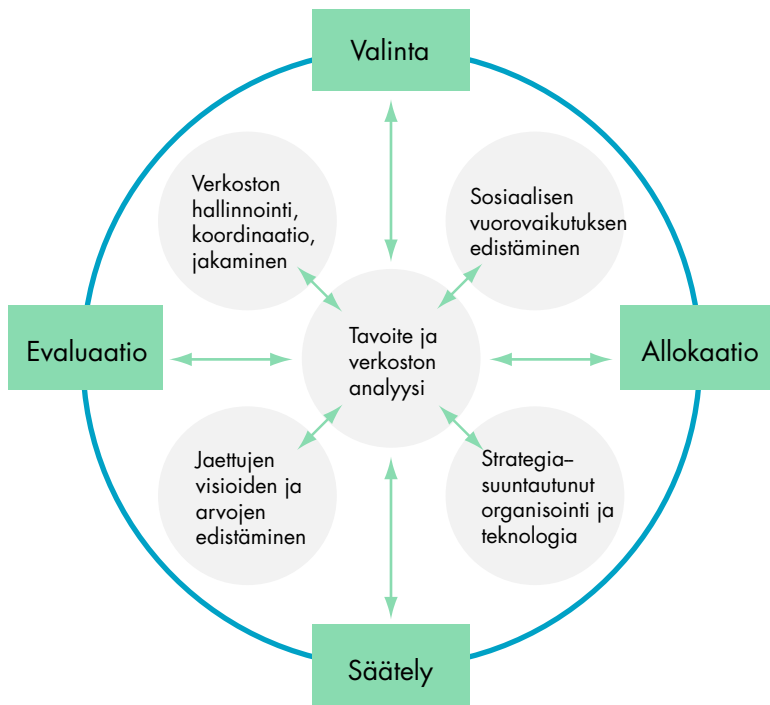 Valinta
Verkoston
hallinnointi,
koordinaatio,
jakaminen
Sosiaalisen
vuorovaikutuksen
edistäminen
Evaluaatio
Tavoite ja
verkoston
analyysi
Allokaatio
Jaettujen
visioiden ja
arvojen
edistäminen
Strategia–
suuntautunut
organisointi ja
teknologia
Säätely